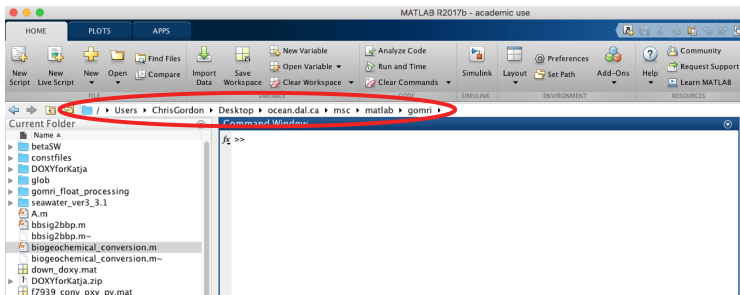 MATLAB R2017b - academic use
HOME PLOTS APPS
New Script
New Live Script
New
Open
Find Files
Compare
Import Data
Save Workspace
New Variable
Open Variable
Clear Workspace
Analyze Code
Run and Time
Clear Commands
Simulink
Layout
Preferences
Set Path
Add-Ons
Help
Community
Request Support
Learn MATLAB
FILE VARIABLE CODE SIMULINK ENVIRONMENT RESOURCES
/ Users ChrisGordon Desktop ocean.dal.ca msc matlab gomri
Current Folder
Name
betaSW
constfiles
DOXYforKatja
glob
gomri_float_processing
seawater_ver3_3.1
A.m
bbsig2bbp.m
bbsig2bbp.m~
biogeochemical_conversion.m
biogeochemical_conversion.m~
down_doxy.mat
DOXYforKatja.zip
f7939_conv_oxy_py.mat
Command Window
fx >>